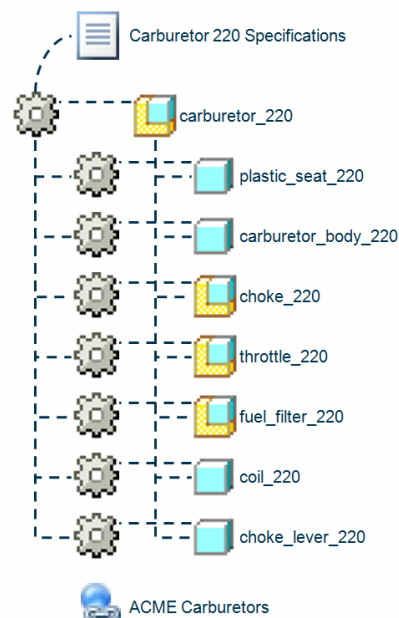 Carburetor 220 Specifications
carburetor_220
plastic_seat_220
carburetor_body_220
choke_220
throttle_220
fuel_filter_220
coil_220
choke_lever_220
ACME Carburetors